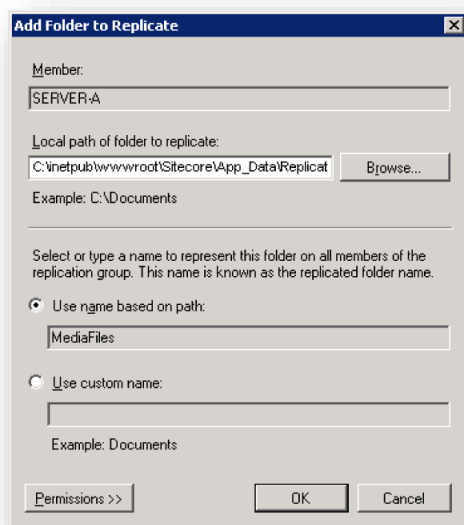 Add Folder to Replicate
Member:
SERVER-A
Local path of folder to replicate:
C:\inetpub\wwwroot\Sitecore\App_Data\Replicat
Browse...
Example: C:\Documents
Select or type a name to represent this folder on all members of the
replication group. This name is known as the replicated folder name.
Use name based on path:
MediaFiles
Use custom name:
Example: Documents
Permissions >>
OK
Cancel